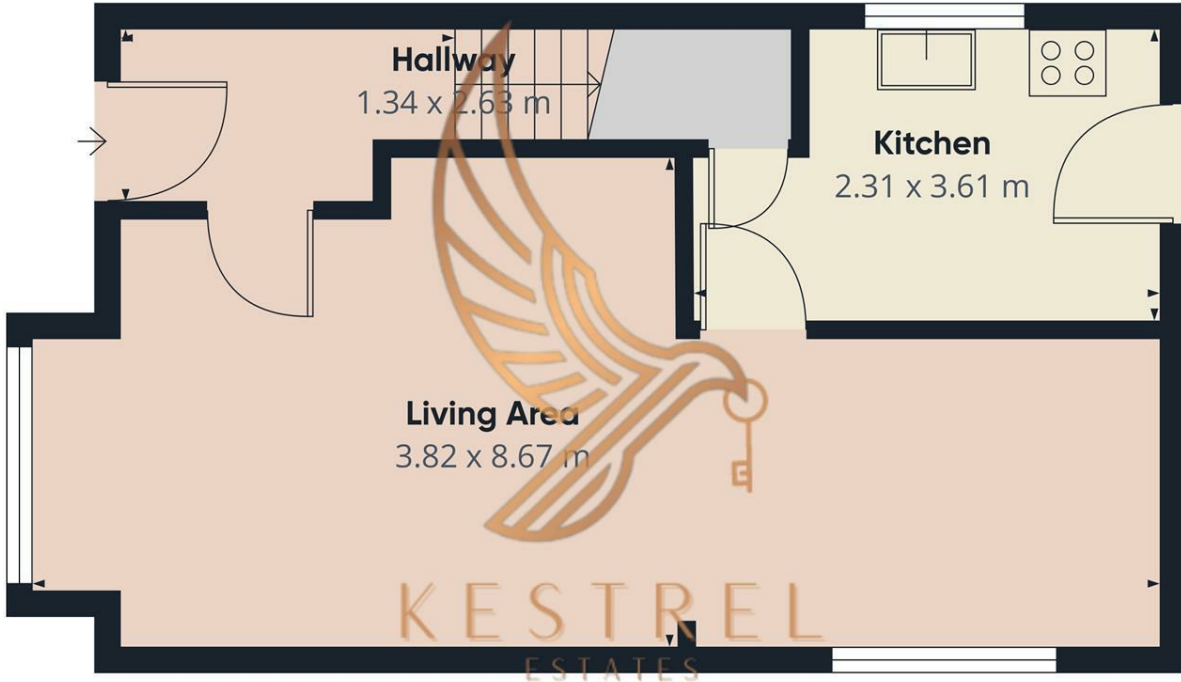 Hallway
1.34 x 2.63 m
Kitchen
2.31 x 3.61 m
Living Area
3.82 x 8.67 m
KESTREL
ESTATES